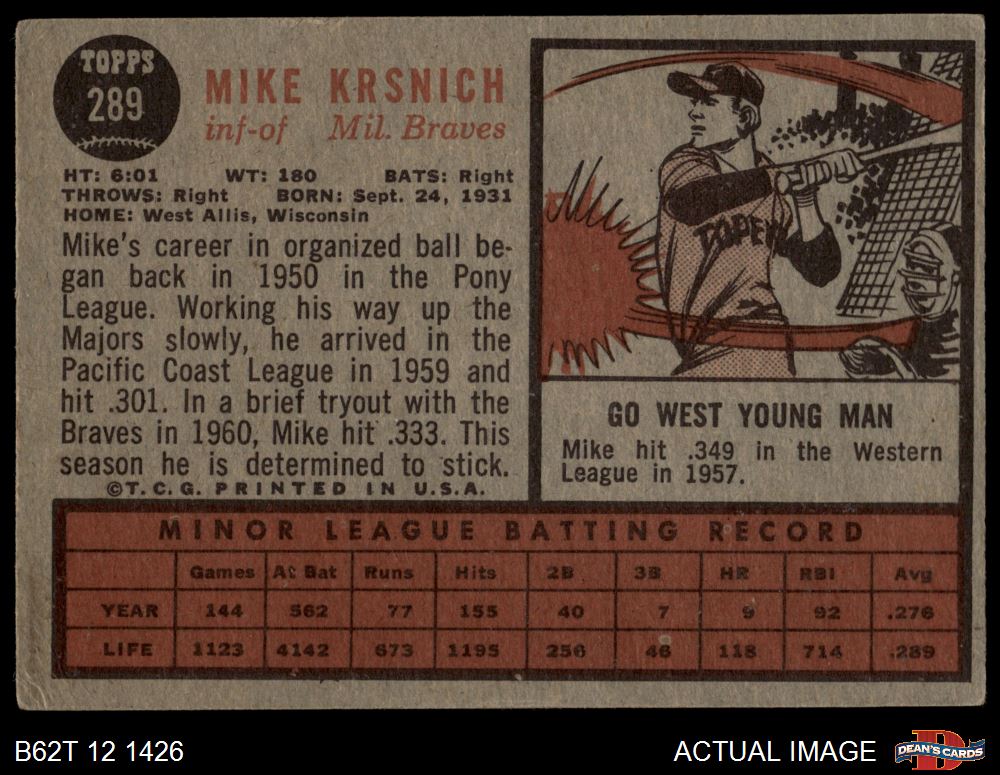 TOPPS
289
MIKE KRSNICH
inf-of Mil. Braves
HT: 6:01 WT: 180 BATS: Right
THROWS: Right BORN: Sept. 24, 1931
HOME: West Allis, Wisconsin
Mike's career in organized ball be-
gan back in 1950 in the Pony
League. Working his way up the
Majors slowly, he arrived in the
Pacific Coast League in 1959 and
hit .301. In a brief tryout with the
Braves in 1960, Mike hit .333. This
season he is determined to stick.
©T.C.G. PRINTED IN U.S.A.
TOPE
GO WEST YOUNG MAN
Mike hit .349 in the Western
League in 1957.
MINOR LEAGUE BATTING RECORD
Games At Bat Runs Hits 2B 3B HR RBI Avg
YEAR 144 562 77 155 40 7 9 92 .276
LIFE 1123 4142 673 1195 256 46 118 714 .289
B62T 12 1426
ACTUAL IMAGE
D
DEAN'S CARDS